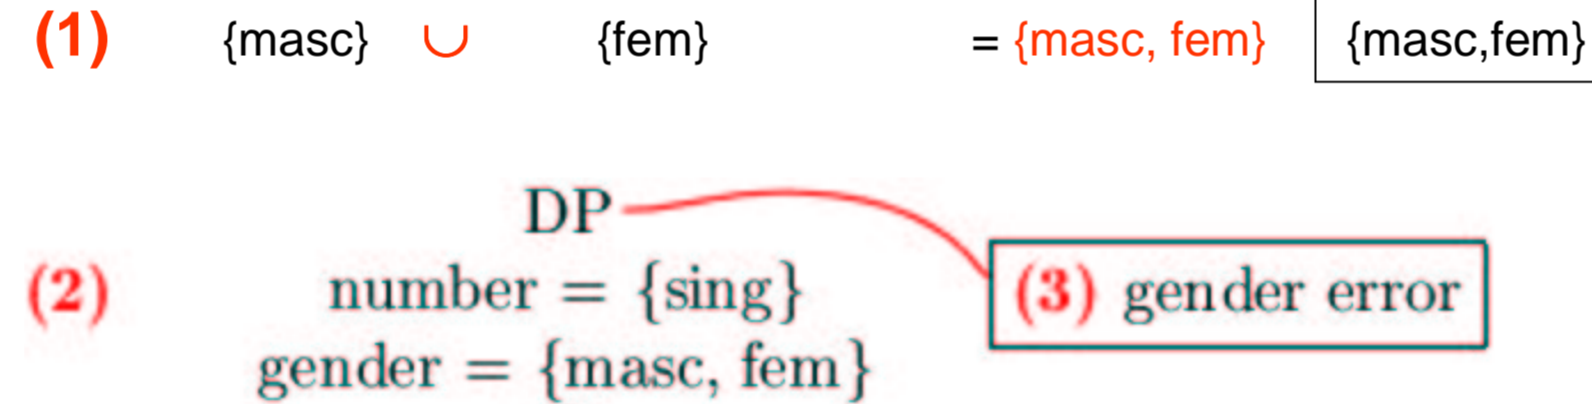 (1) {masc} ∪ {fem} = {masc, fem} {masc,fem}
DP
(2) number = {sing} (3) gender error
gender = {masc, fem}